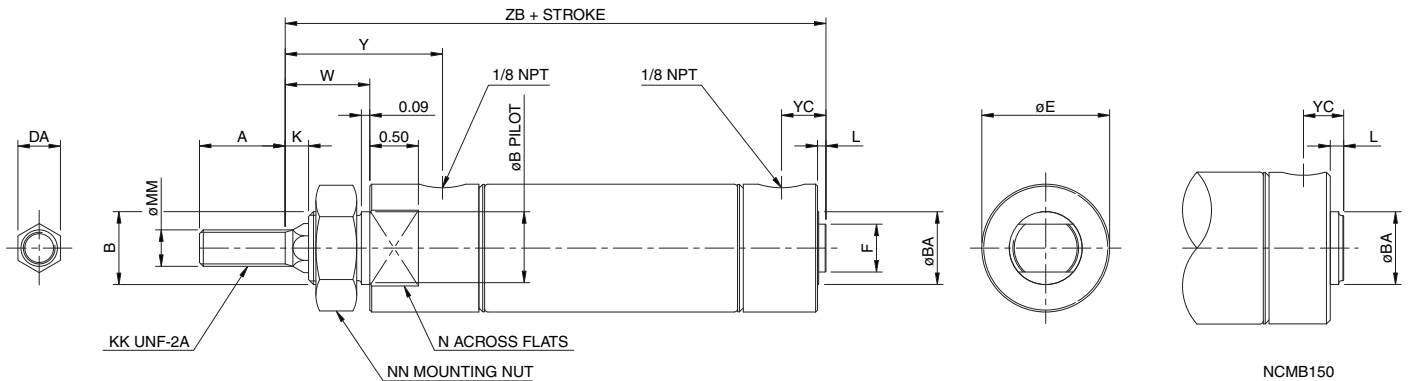 ZB + STROKE
Y
1/8 NPT
1/8 NPT
W
0.09
YC
øE
YC
DA
A
K
0.50
øB PILOT
L
L
øMM
B
F
øBA
øBA
KK UNF-2A
N ACROSS FLATS
NN MOUNTING NUT
NCMB150